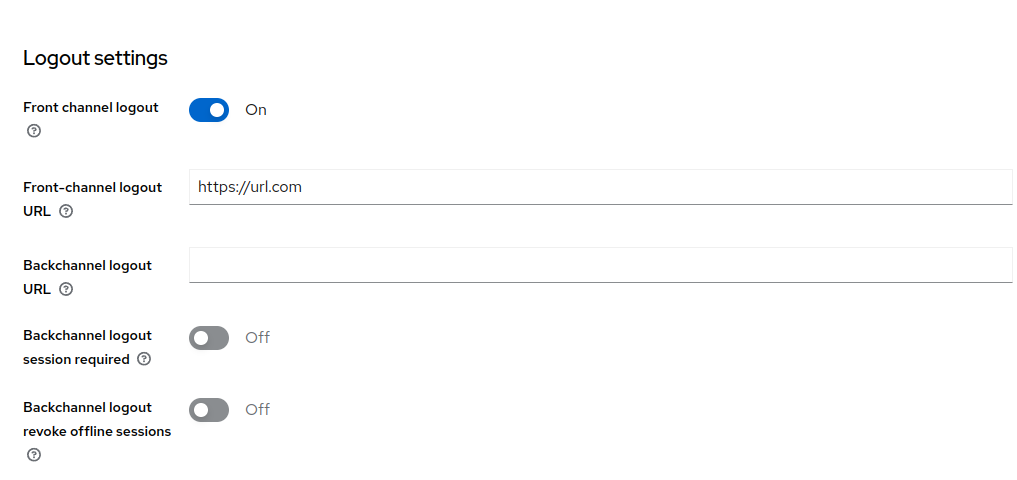 Logout settings
Front channel logout
On
Front-channel logout
URL
https://url.com
Backchannel logout
URL
Backchannel logout
session required
Off
Backchannel logout
revoke offline sessions
Off